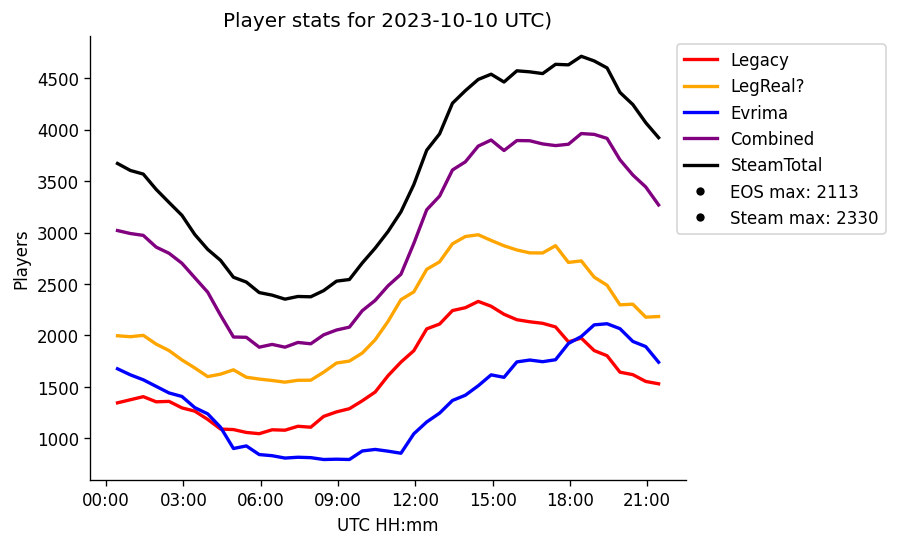 Player stats for 2023-10-10 UTC)
Legacy
LegReal?
Evrima
Combined
SteamTotal
EOS max: 2113
Steam max: 2330
Players
4500
4000
3500
3000
2500
2000
1500
1000
00:00 03:00 06:00 09:00 12:00 15:00 18:00 21:00
UTC HH:mm